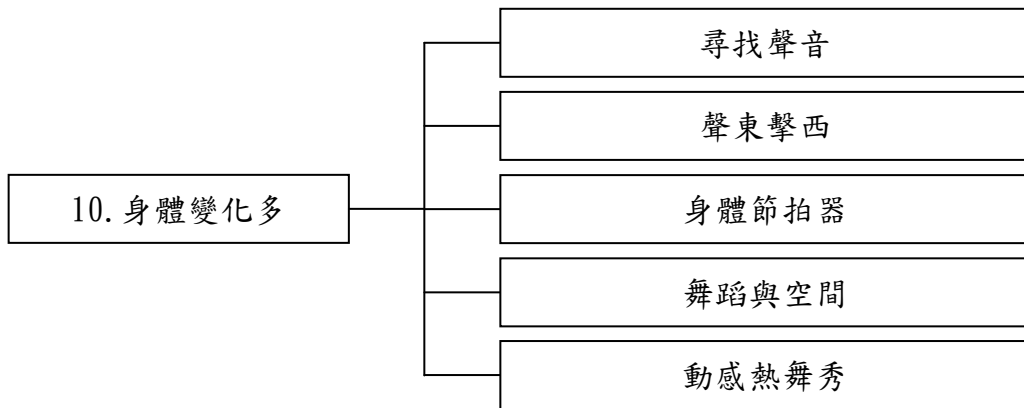 尋找聲音
聲東擊西
10.身體變化多
身體節拍器
舞蹈與空間
動感熱舞秀